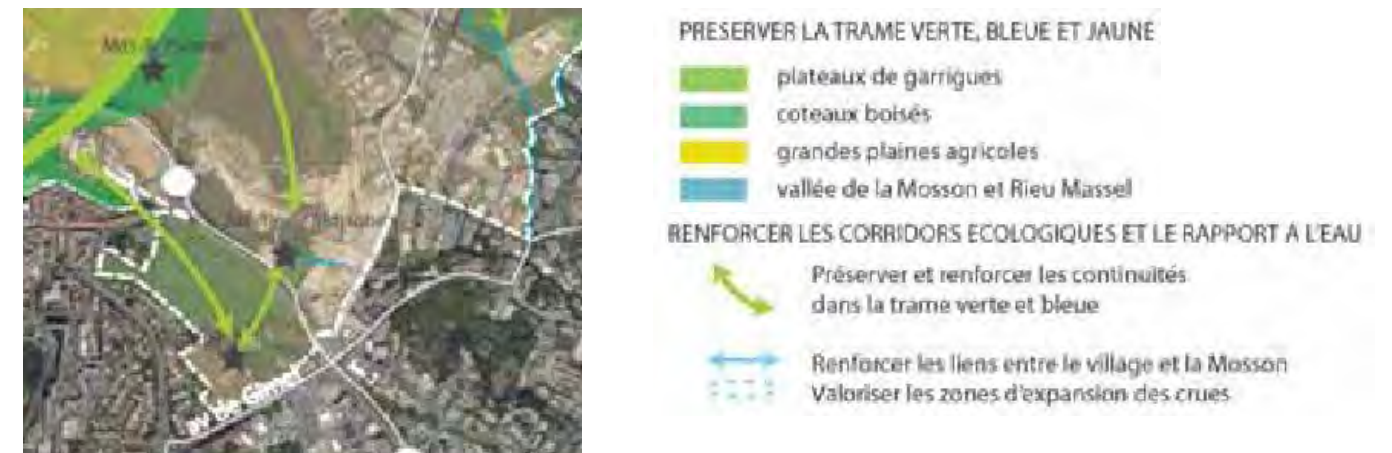 PRESERVER LA TRAME VERTE, BLEUE ET JAUNE
plateaux de garrigues
coteaux boisés
grandes plaines agricoles
vallée de la Mosson et Rieu Massel
RENFORCER LES CORRIDORS ECOLOGIQUES ET LE RAPPORT A L'EAU
Préserver et renforcer les continuités
dans la trame verte et bleue
Renforcer les liens entre le village et la Mosson
Valoriser les zones d'expansion des crues